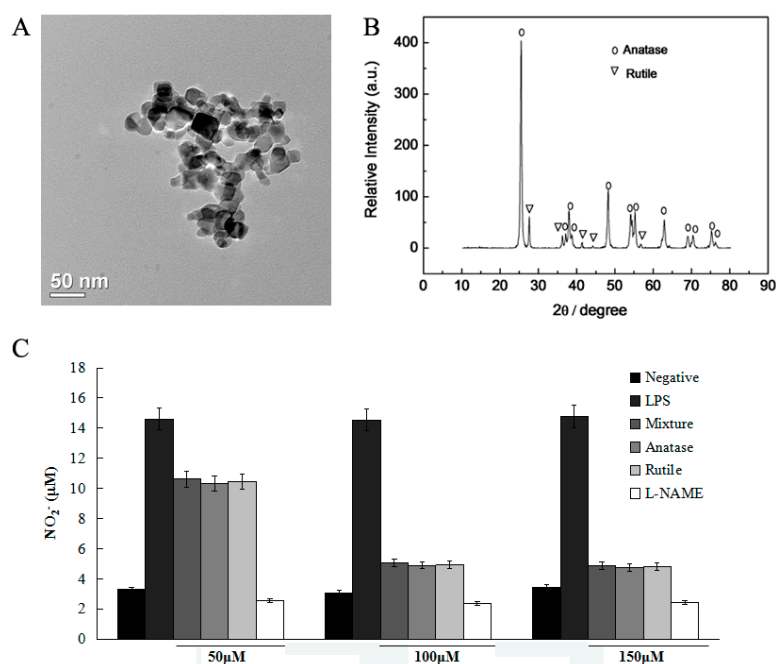 A
50 nm
B
Relative Intensity (a.u.)
400
300
200
100
0
Anatase
Rutile
0 10 20 30 40 50 60 70 80 90
2θ / degree
C
NO₂⁻ (µM)
18
16
14
12
10
8
6
4
2
0
Negative
LPS
Mixture
Anatase
Rutile
L-NAME
50µM 100µM 150µM